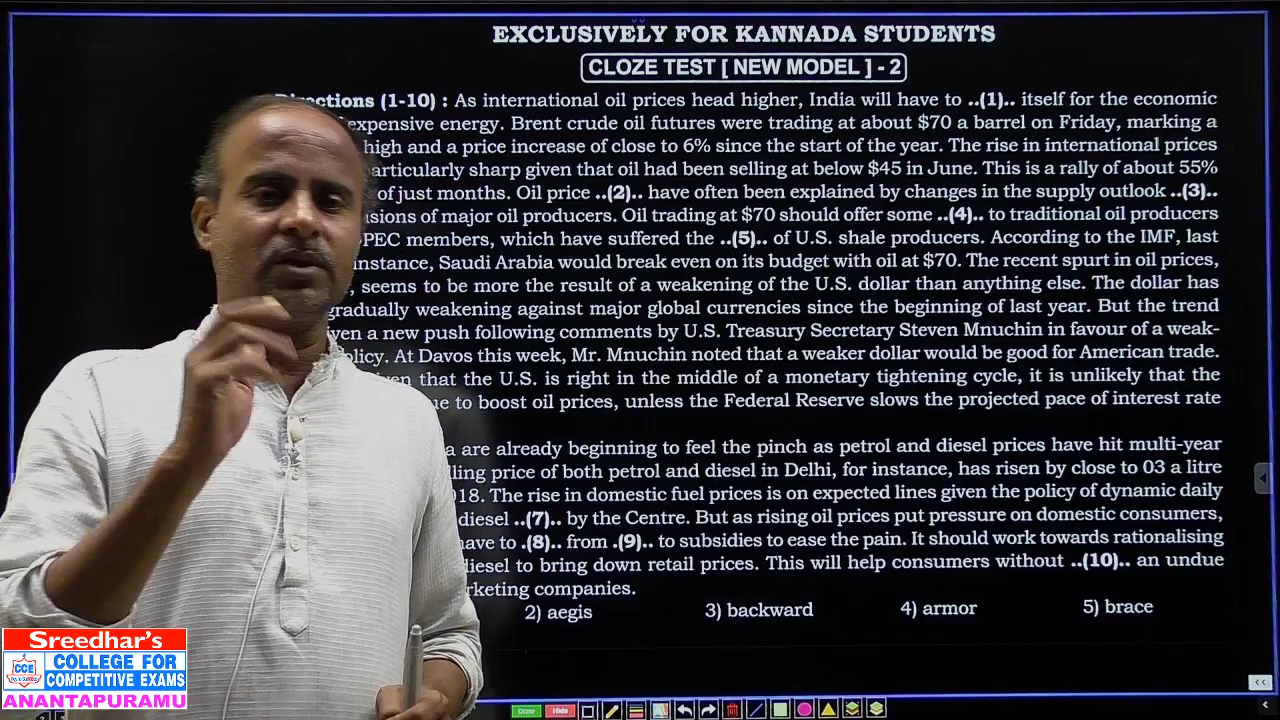 EXCLUSIVELY FOR KANNADA STUDENTS
CLOZE TEST [ NEW MODEL ] - 2
Directions (1-10) : As international oil prices head higher, India will have to ..(1).. itself for the economic
expensive energy. Brent crude oil futures were trading at about $70 a barrel on Friday, marking a
high and a price increase of close to 6% since the start of the year. The rise in international prices
particularly sharp given that oil had been selling at below $45 in June. This is a rally of about 55%
of just months. Oil price ..(2).. have often been explained by changes in the supply outlook ..(3)..
of major oil producers. Oil trading at $70 should offer some ..(4).. to traditional oil producers
members, which have suffered the ..(5).. of U.S. shale producers. According to the IMF, last
instance, Saudi Arabia would break even on its budget with oil at $70. The recent spurt in oil prices,
seems to be more the result of a weakening of the U.S. dollar than anything else. The dollar has
gradually weakening against major global currencies since the beginning of last year. But the trend
a new push following comments by U.S. Treasury Secretary Steven Mnuchin in favour of a weak-
At Davos this week, Mr. Mnuchin noted that a weaker dollar would be good for American trade.
that the U.S. is right in the middle of a monetary tightening cycle, it is unlikely that the
to boost oil prices, unless the Federal Reserve slows the projected pace of interest rate
are already beginning to feel the pinch as petrol and diesel prices have hit multi-year
price of both petrol and diesel in Delhi, for instance, has risen by close to 03 a litre
18. The rise in domestic fuel prices is on expected lines given the policy of dynamic daily
diesel ..(7).. by the Centre. But as rising oil prices put pressure on domestic consumers,
have to .(8).. from .(9).. to subsidies to ease the pain. It should work towards rationalising
diesel to bring down retail prices. This will help consumers without ..(10).. an undue
companies.
2) aegis 3) backward 4) armor 5) brace
Sreedhar's
CCE
COLLEGE FOR
COMPETITIVE EXAMS
ANANTAPURAMU
Draw Hide